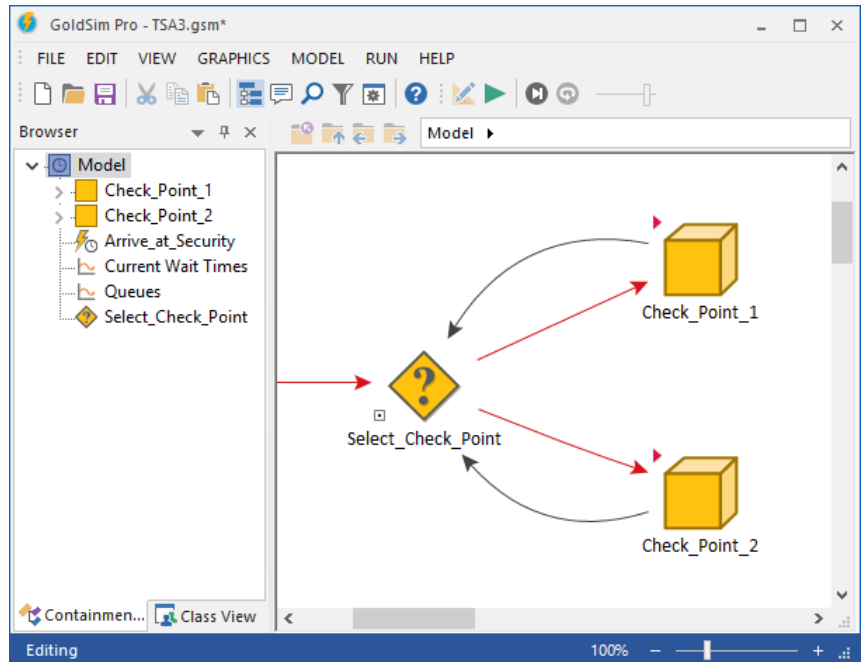 GoldSim Pro - TSA3.gsm*
FILE EDIT VIEW GRAPHICS MODEL RUN HELP
Browser
Model
Model
Check_Point_1
Check_Point_2
Arrive_at_Security
Current Wait Times
Queues
Select_Check_Point
Check_Point_1
?
Select_Check_Point
Check_Point_2
Containmen... Class View
Editing 100%